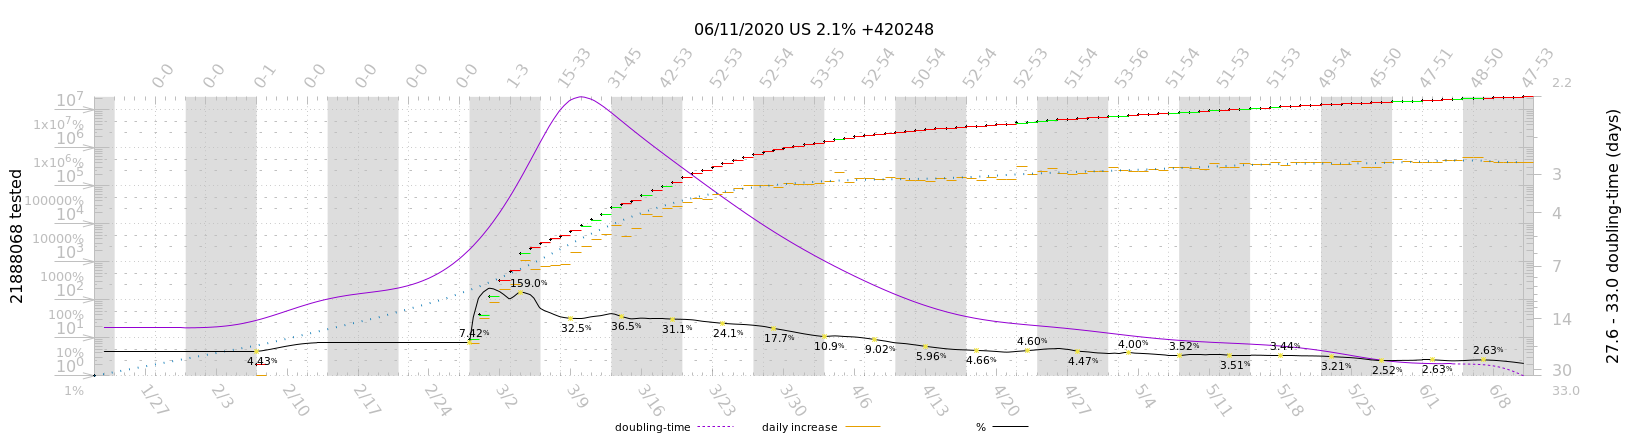 06/11/2020 US 2.1% +420248
0-0 0-0 0-1 0-0 0-0 0-0 0-0 1-3 15-33 31-45 42-53 52-53 52-54 53-55 52-54 50-54 52-54 52-53 51-54 53-56 51-54 51-53 51-53 49-54 45-50 47-51 48-50 47-53
10⁷ 2.2
1x10⁷%
10⁶
1x10⁶%
10⁵ 3
100000%
10⁴ 4
10000%
10³ 7
1000%
10²
100%
10¹ 14
10%
10⁰ 30
1% 33.0
21888068 tested
27.6 - 33.0 doubling-time (days)
4.43% 7.42% 159.0% 32.5% 36.5% 31.1% 24.1% 17.7% 10.9% 9.02% 5.96% 4.66% 4.60% 4.47% 4.00% 3.52% 3.51% 3.44% 3.21% 2.52% 2.63% 2.63%
1/27 2/3 2/10 2/17 2/24 3/2 3/9 3/16 3/23 3/30 4/6 4/13 4/20 4/27 5/4 5/11 5/18 5/25 6/1 6/8
doubling-time daily increase %